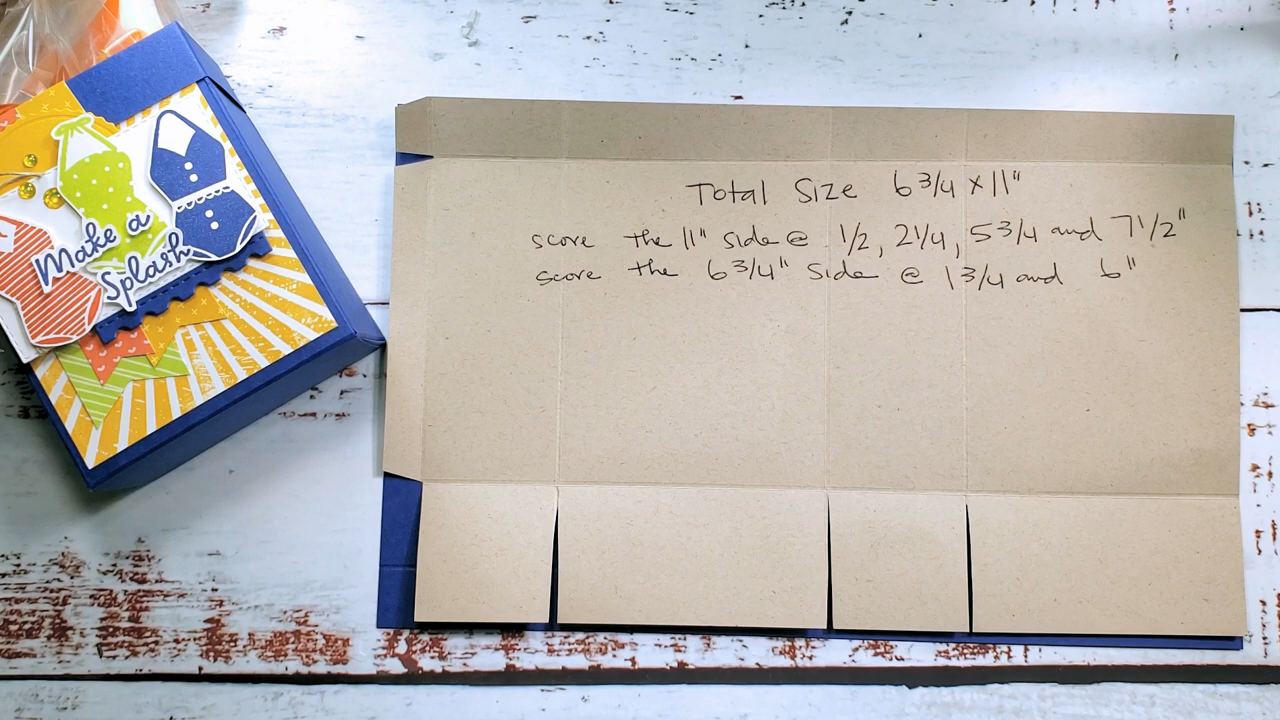 Make a
Splash
Total Size 6 3/4 x 11"
score the 11" side @ 1/2, 2 1/4, 5 3/4 and 7 1/2"
score the 6 3/4" side @ 1 3/4 and 6"